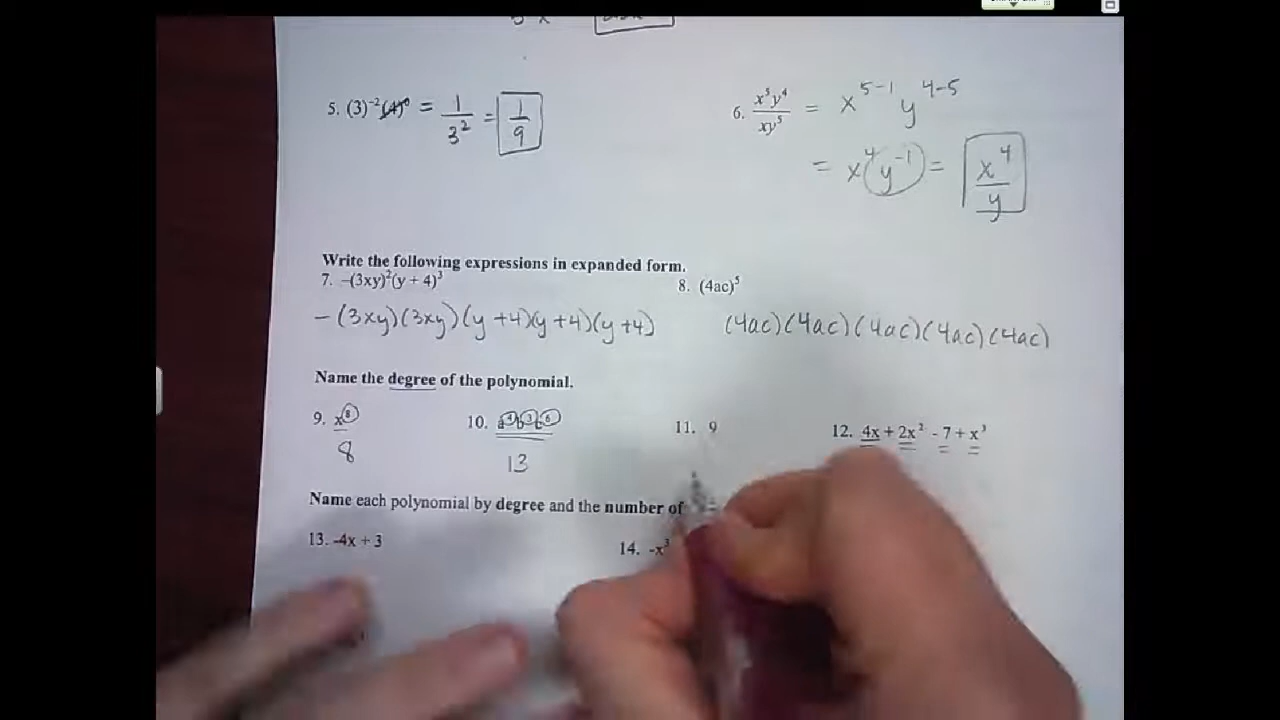 5. (3)⁻²(4)⁰ = 1/3² = 1/9
6. x⁵y⁴/xy⁵ = x⁵⁻¹ y⁴⁻⁵
= x⁴ y⁻¹ = x⁴/y
Write the following expressions in expanded form.
7. –(3xy)²(y + 4)³
8. (4ac)⁵
– (3xy)(3xy)(y +4)(y +4)(y +4)
(4ac)(4ac)(4ac)(4ac)(4ac)
Name the degree of the polynomial.
9. x⁸
10. a⁴b³c⁶
11. 9
12. 4x + 2x² - 7 + x³
8
13
Name each polynomial by degree and the number of
13. -4x + 3
14. -x³